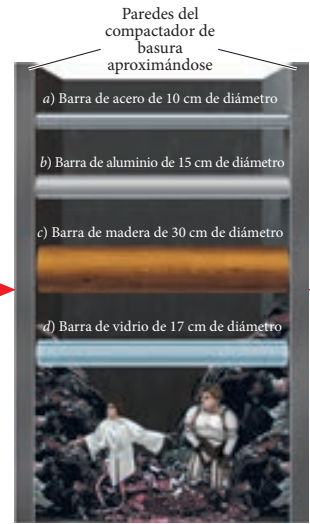 Paredes del
compactador de
basura
aproximándose
a) Barra de acero de 10 cm de diámetro
b) Barra de aluminio de 15 cm de diámetro
c) Barra de madera de 30 cm de diámetro
d) Barra de vidrio de 17 cm de diámetro